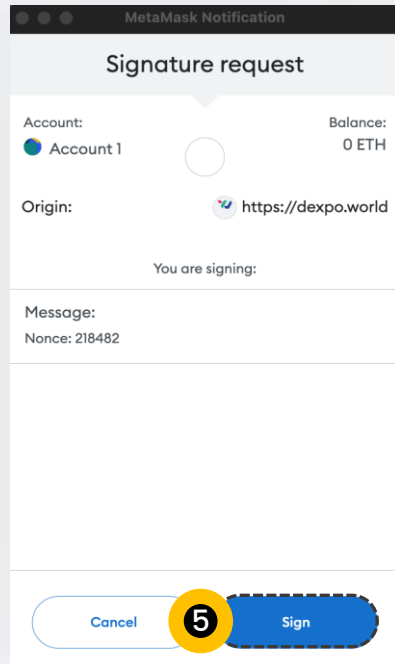 MetaMask Notification
Signature request
Account: Balance:
Account 1 0 ETH
Origin: https://dexpo.world
You are signing:
Message:
Nonce: 218482
Cancel 5 Sign